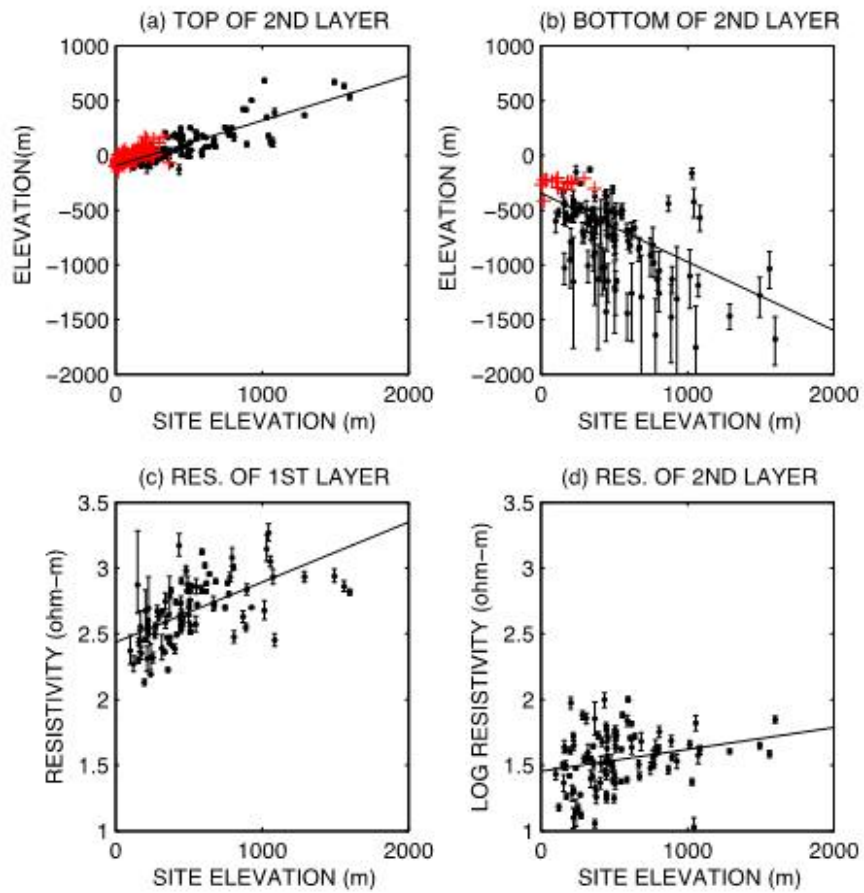 (a) TOP OF 2ND LAYER
ELEVATION(m)
1000
500
0
−500
−1000
−1500
−2000
0 1000 2000
SITE ELEVATION (m)
(b) BOTTOM OF 2ND LAYER
ELEVATION (m)
1000
500
0
−500
−1000
−1500
−2000
0 1000 2000
SITE ELEVATION (m)
(c) RES. OF 1ST LAYER
RESISTIVITY (ohm−m)
3.5
3
2.5
2
1.5
1
0 1000 2000
SITE ELEVATION (m)
(d) RES. OF 2ND LAYER
LOG RESISTIVITY (ohm−m)
3.5
3
2.5
2
1.5
1
0 1000 2000
SITE ELEVATION (m)